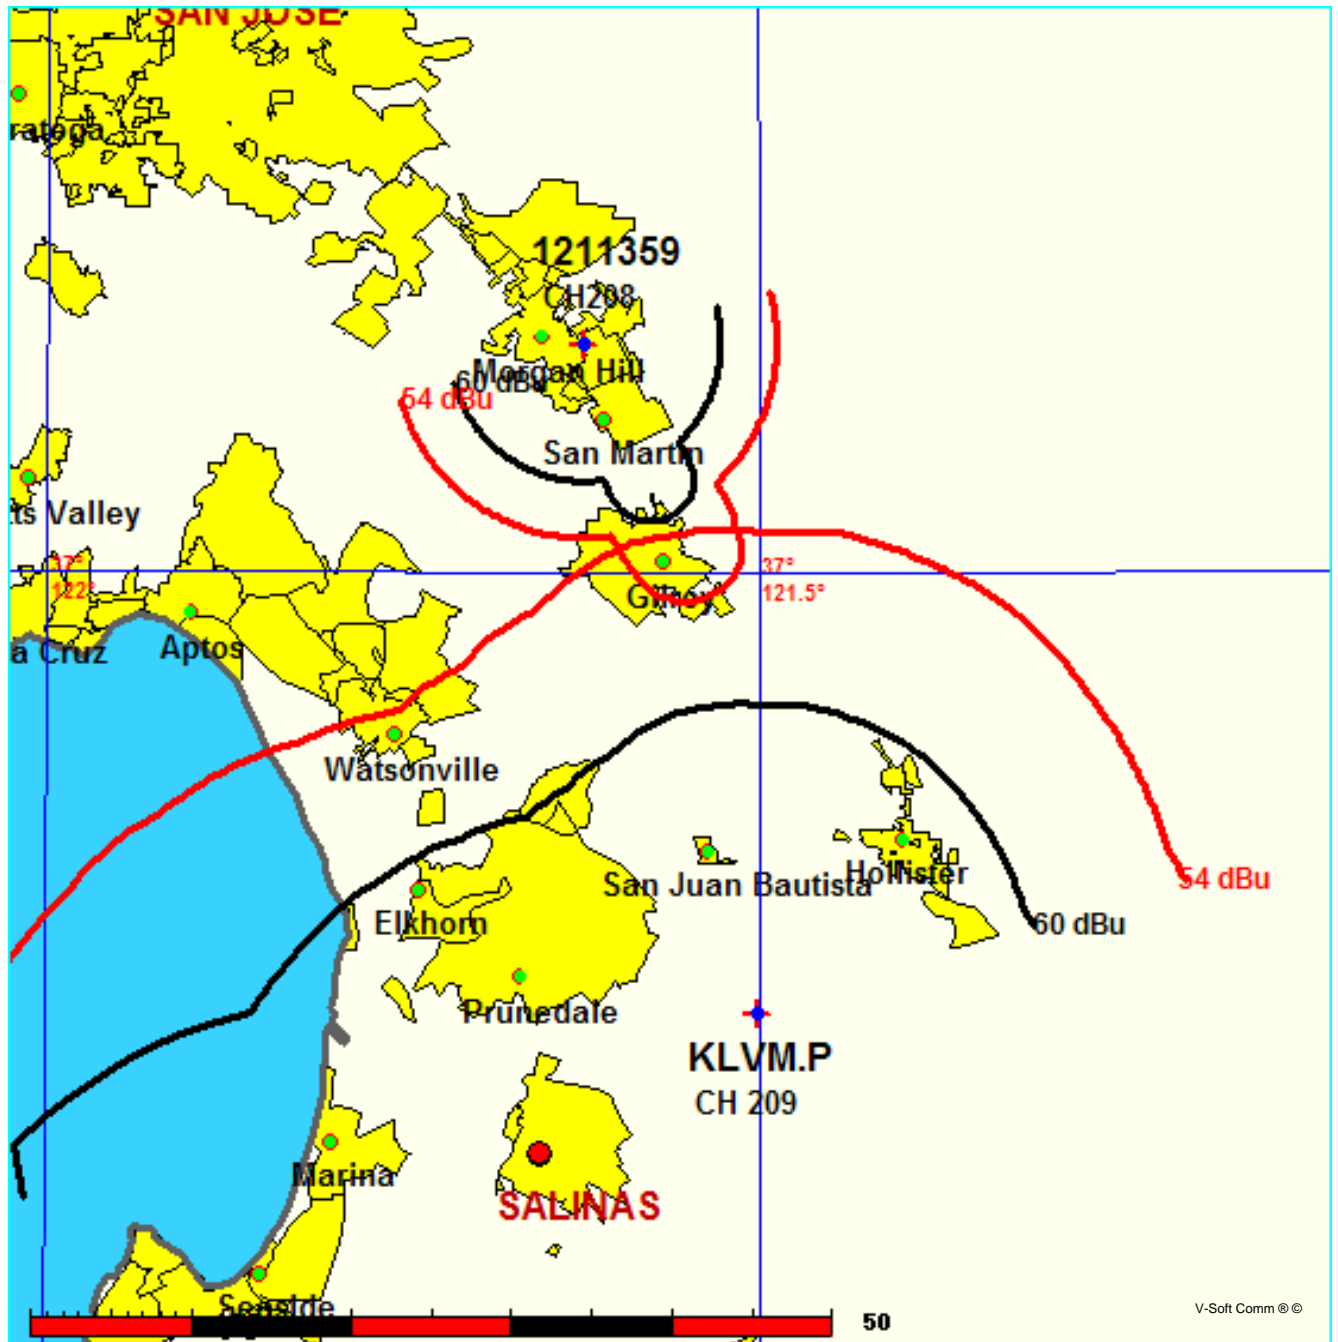 SAN JOSE
ratoga
1211359
CH208
Morgan Hill
60 dBu
54 dBu
San Martin
ts Valley
37°
122°
37°
121.5°
Gilroy
a Cruz
Aptos
Watsonville
San Juan Bautista
Hollister
54 dBu
Elkhorn
60 dBu
Prunedale
KLVM.P
CH 209
Marina
SALINAS
Seaside
50
V-Soft Comm ® ©